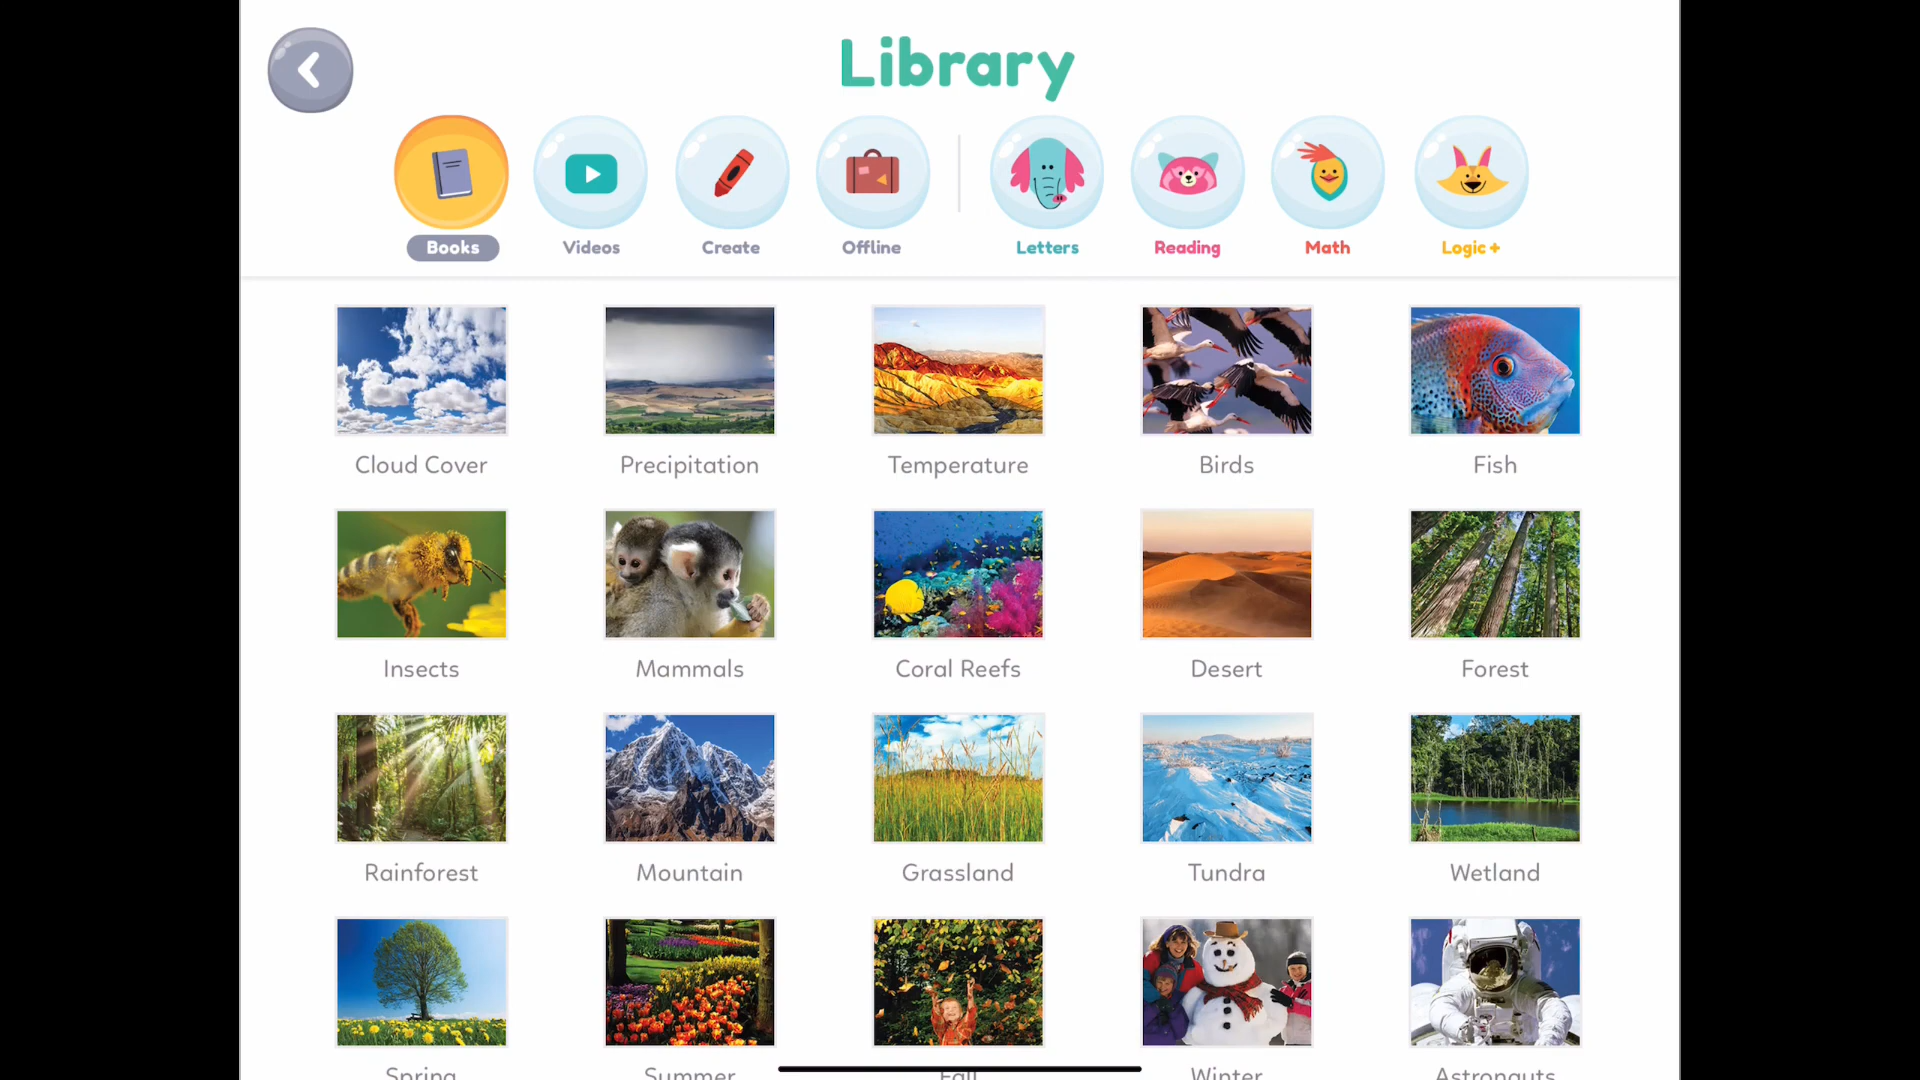 Library
Books Videos Create Offline Letters Reading Math Logic +
Cloud Cover Precipitation Temperature Birds Fish
Insects Mammals Coral Reefs Desert Forest
Rainforest Mountain Grassland Tundra Wetland
Spring Summer Fall Winter Astronauts